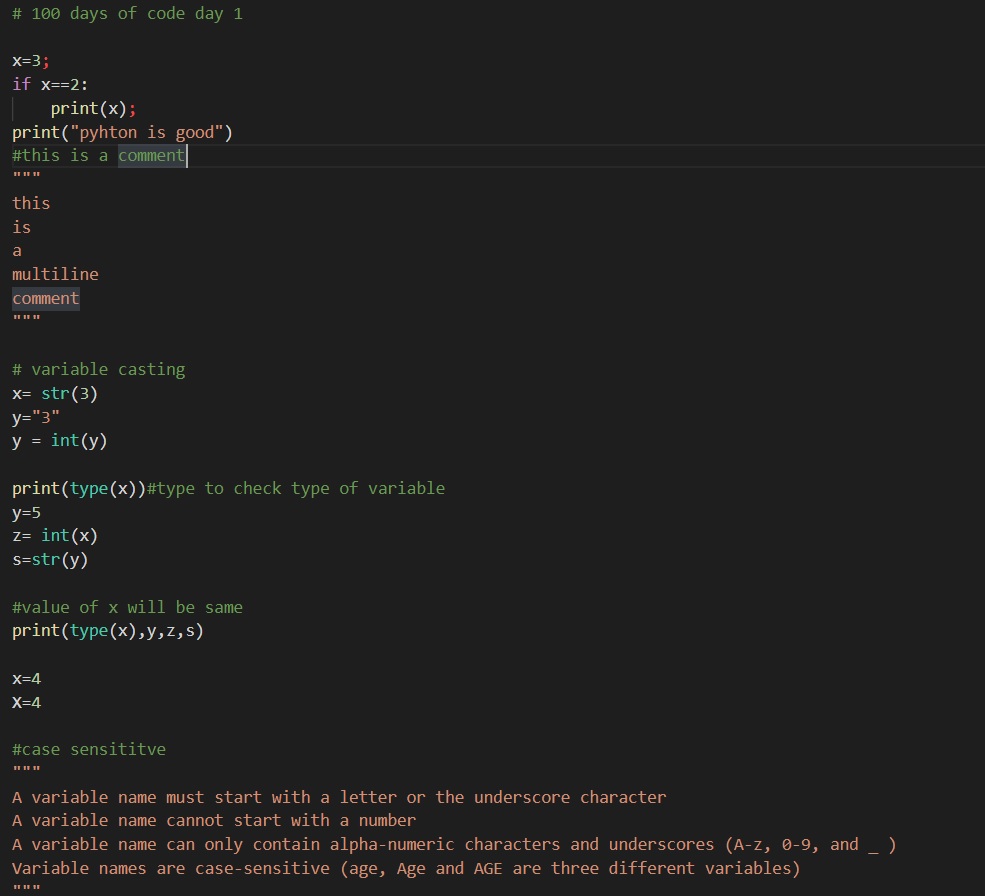 # 100 days of code day 1
x=3;
if x==2:
    print(x);
print("pyhton is good")
#this is a comment
"""
this
is
a
multiline
comment
"""
# variable casting
x= str(3)
y="3"
y = int(y)
print(type(x))#type to check type of variable
y=5
z= int(x)
s=str(y)
#value of x will be same
print(type(x),y,z,s)
x=4
X=4
#case sensititve
"""
A variable name must start with a letter or the underscore character
A variable name cannot start with a number
A variable name can only contain alpha-numeric characters and underscores (A-z, 0-9, and _ )
Variable names are case-sensitive (age, Age and AGE are three different variables)
"""